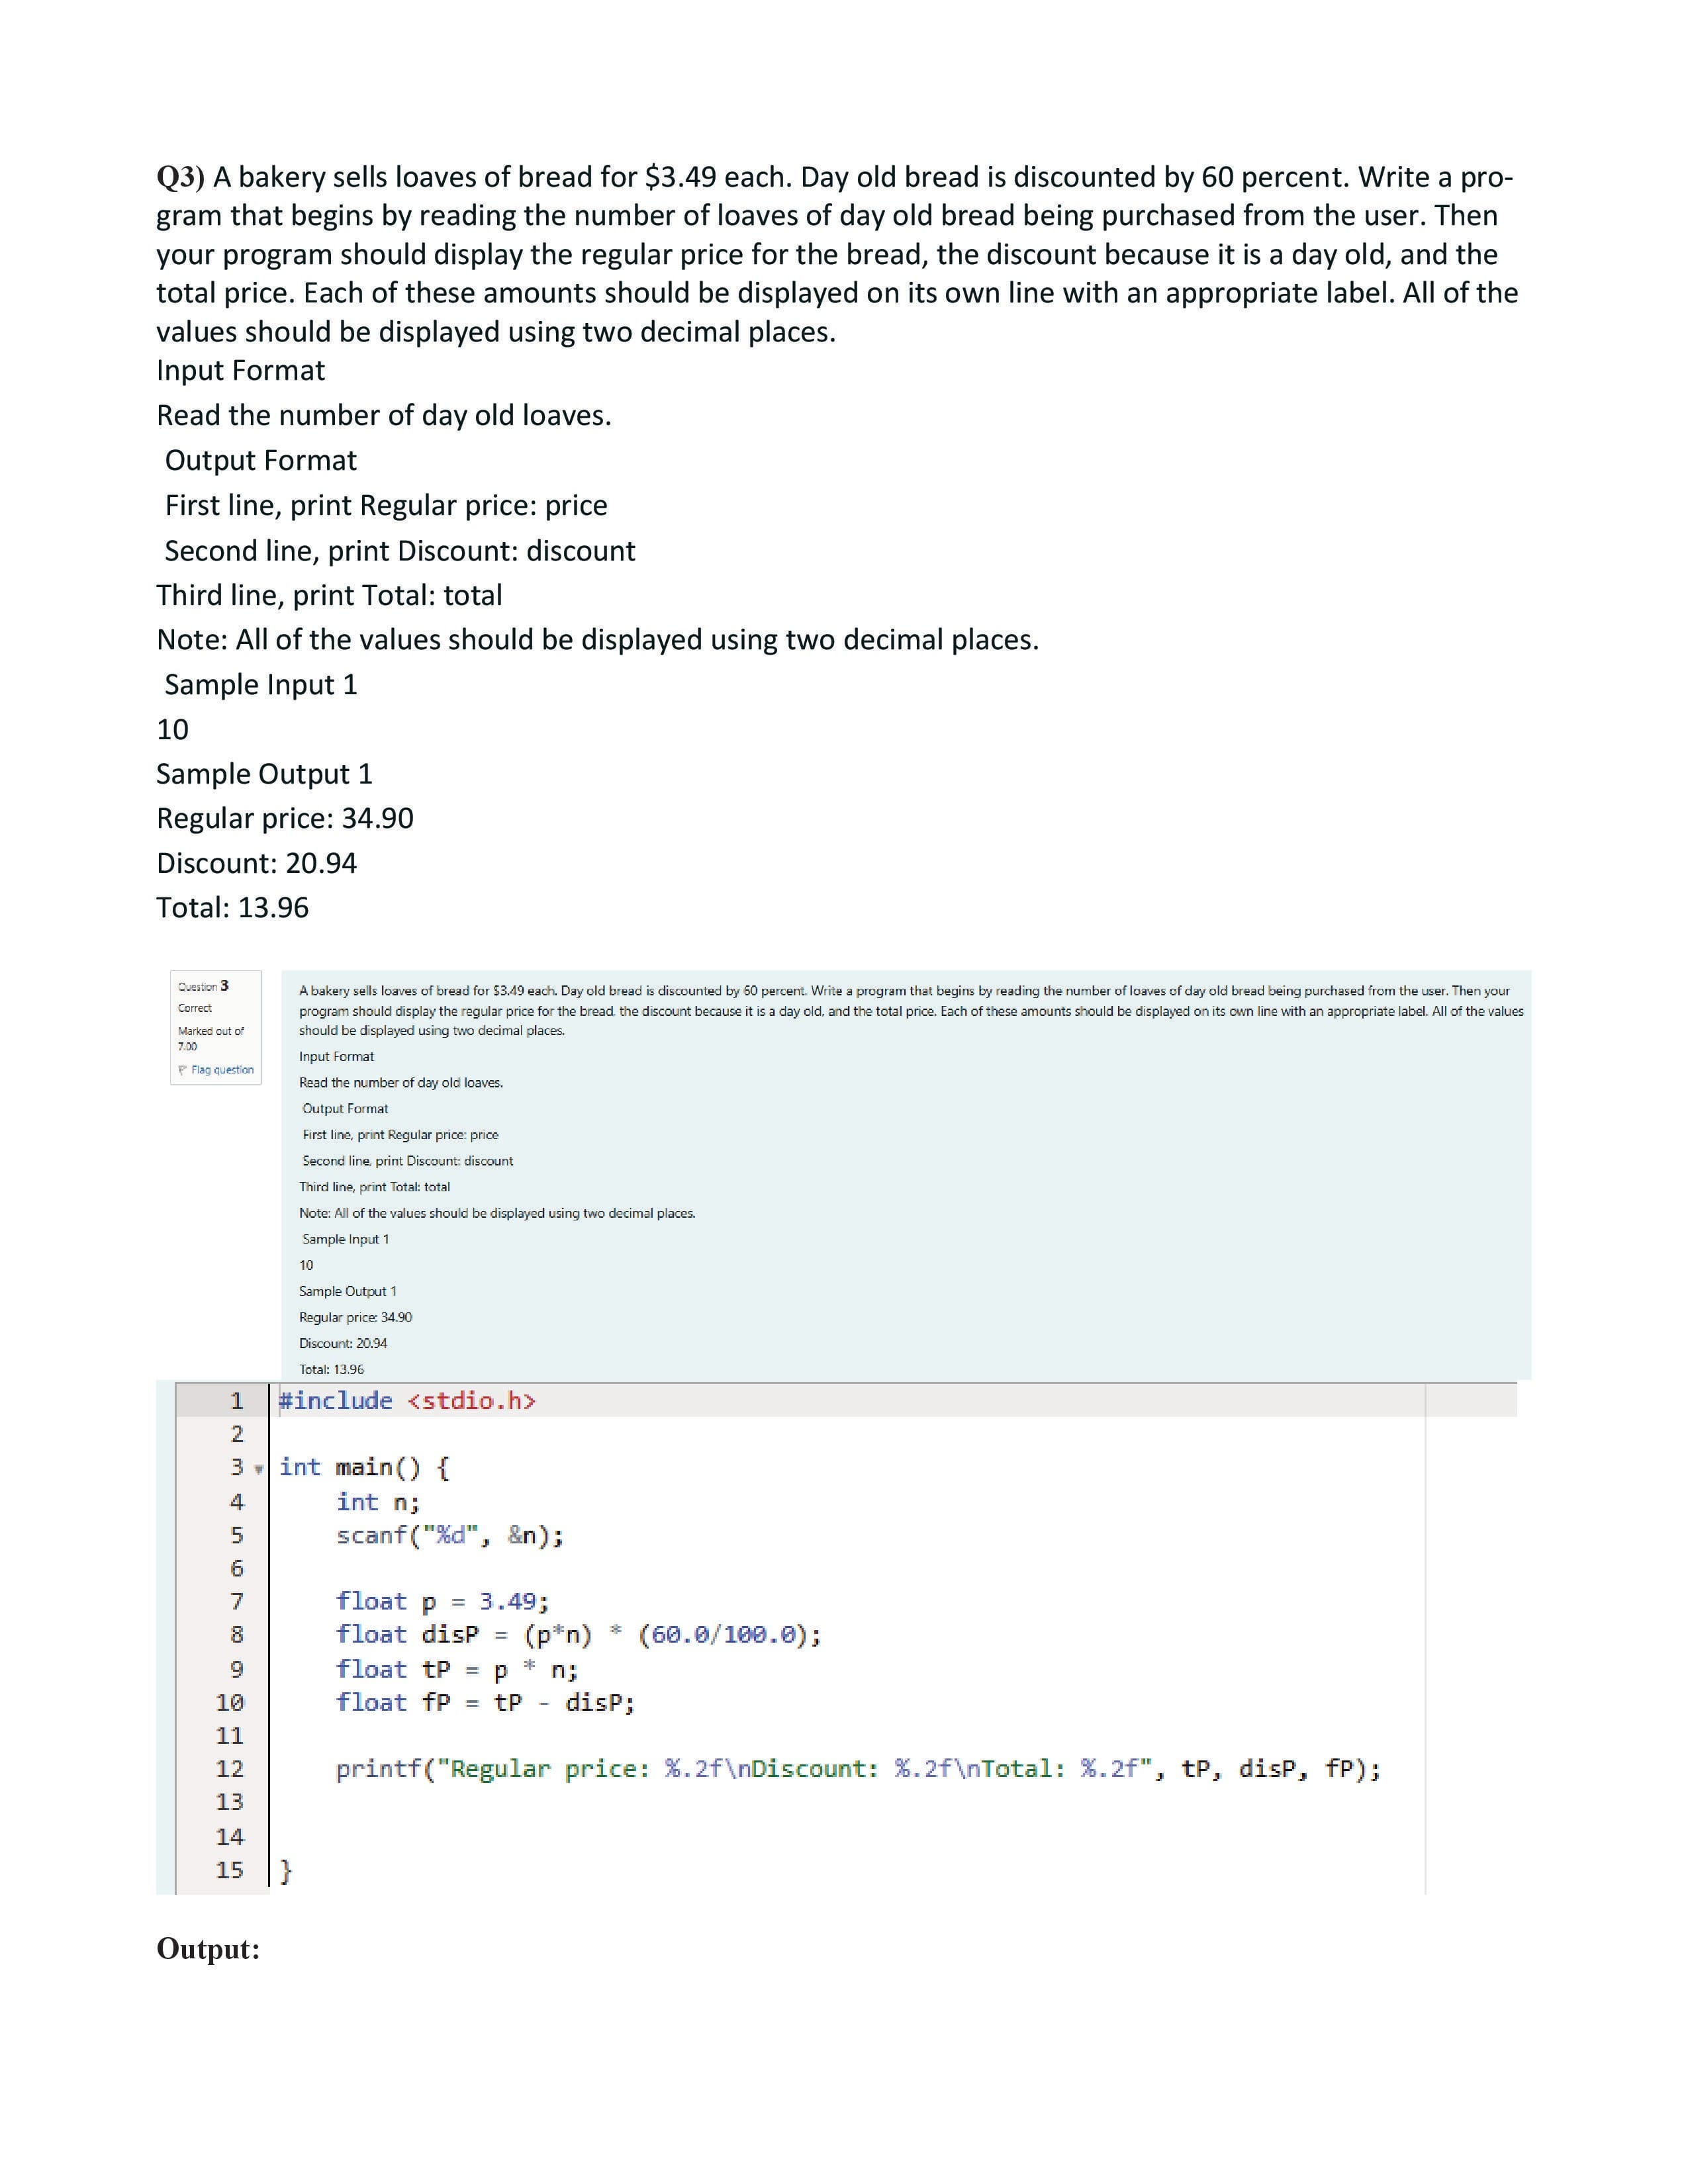 Q3) A bakery sells loaves of bread for $3.49 each. Day old bread is discounted by 60 percent. Write a pro-
gram that begins by reading the number of loaves of day old bread being purchased from the user. Then
your program should display the regular price for the bread, the discount because it is a day old, and the
total price. Each of these amounts should be displayed on its own line with an appropriate label. All of the
values should be displayed using two decimal places.
Input Format
Read the number of day old loaves.
Output Format
First line, print Regular price: price
Second line, print Discount: discount
Third line, print Total: total
Note: All of the values should be displayed using two decimal places.
Sample Input 1
10
Sample Output 1
Regular price: 34.90
Discount: 20.94
Total: 13.96
Question 3
Correct
Marked out of
7.00
Flag question
A bakery sells loaves of bread for $3.49 each. Day old bread is discounted by 60 percent. Write a program that begins by reading the number of loaves of day old bread being purchased from the user. Then your
program should display the regular price for the bread, the discount because it is a day old, and the total price. Each of these amounts should be displayed on its own line with an appropriate label. All of the values
should be displayed using two decimal places.
Input Format
Read the number of day old loaves.
Output Format
First line, print Regular price: price
Second line, print Discount: discount
Third line, print Total: total
Note: All of the values should be displayed using two decimal places.
Sample Input 1
10
Sample Output 1
Regular price: 34.90
Discount: 20.94
Total: 13.96
1 #include <stdio.h>
2
3 int main() {
4 int n;
5 scanf("%d", &n);
6
7 float p = 3.49;
8 float disP = (p*n) * (60.0/100.0);
9 float tP = p * n;
10 float fP = tP - disP;
11
12 printf("Regular price: %.2f\nDiscount: %.2f\nTotal: %.2f", tP, disP, fP);
13
14
15 }
Output: